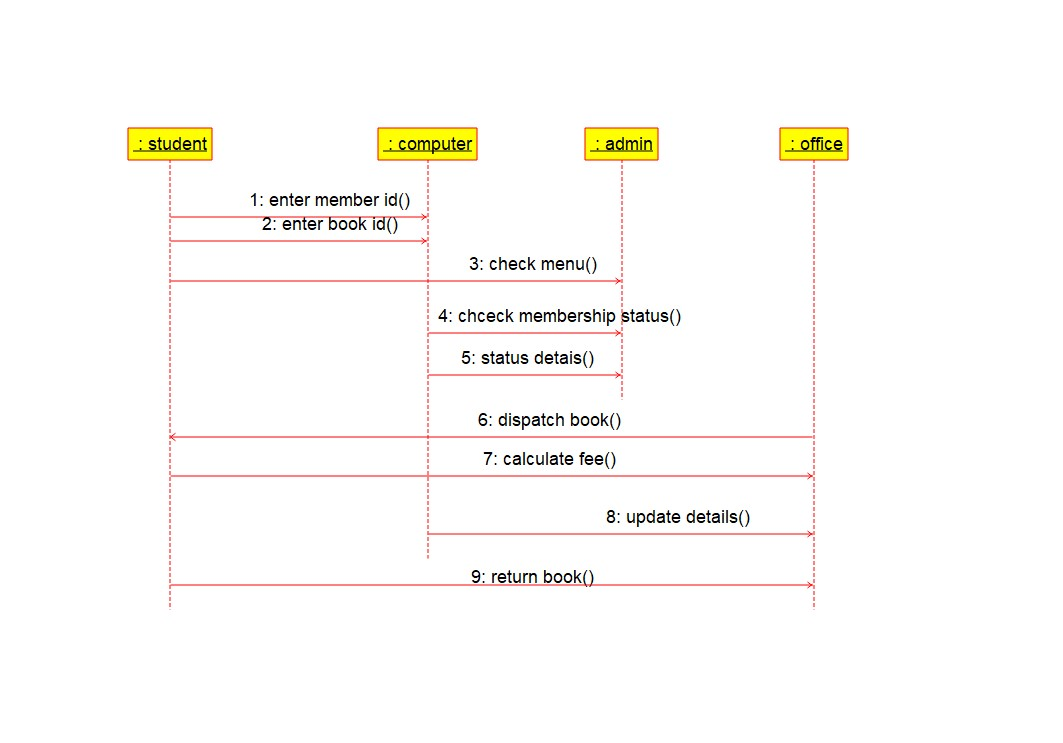 : student
: computer
: admin
: office
1: enter member id()
2: enter book id()
3: check menu()
4: chceck membership status()
5: status detais()
6: dispatch book()
7: calculate fee()
8: update details()
9: return book()